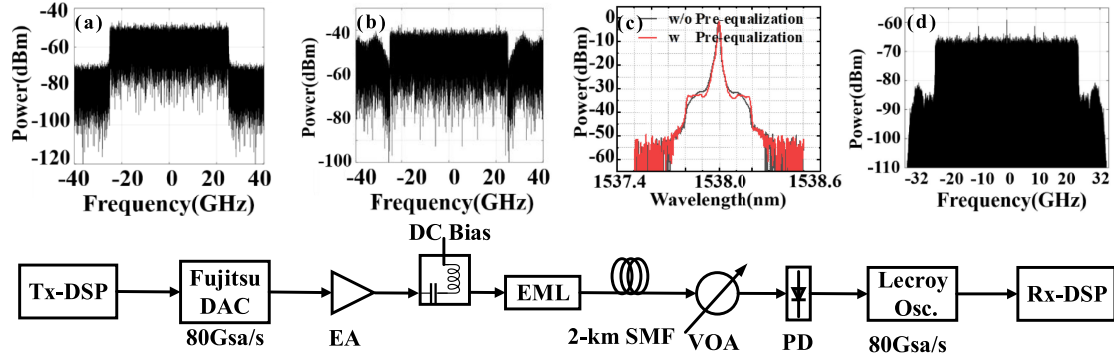 (a)
Power(dBm)
-40
-60
-80
-100
-120
-40 -20 0 20 40
Frequency(GHz)
(b)
Power(dBm)
-40
-60
-80
-100
-40 -20 0 20 40
Frequency(GHz)
(c)
w/o Pre-equalization
w Pre-equalization
Power(dBm)
0
-10
-20
-30
-40
-50
-60
1537.4 1538.0 1538.6
Wavelength(nm)
(d)
Power(dBm)
-50
-60
-70
-80
-90
-100
-110
-32 -20 -10 0 10 20 32
Frequency(GHz)
DC Bias
Tx-DSP
Fujitsu
DAC
80Gsa/s
EA
EML
2-km SMF
VOA
PD
Lecroy
Osc.
80Gsa/s
Rx-DSP